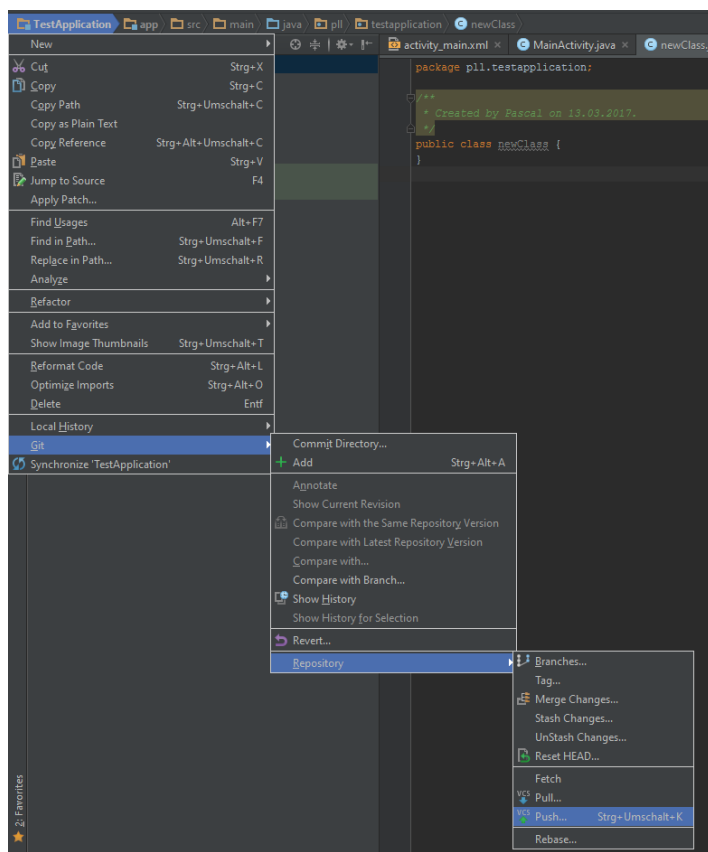 TestApplication app src main java pll testapplication newClass
New
activity_main.xml MainActivity.java newClass.
Cut Strg+X
Copy Strg+C
Copy Path Strg+Umschalt+C
Copy as Plain Text
Copy Reference Strg+Alt+Umschalt+C
Paste Strg+V
Jump to Source F4
Apply Patch...
Find Usages Alt+F7
Find in Path... Strg+Umschalt+F
Replace in Path... Strg+Umschalt+R
Analyze
Refactor
Add to Favorites
Show Image Thumbnails Strg+Umschalt+T
Reformat Code Strg+Alt+L
Optimize Imports Strg+Alt+O
Delete Entf
Local History
Git
Synchronize 'TestApplication'
package pll.testapplication;
/**
* Created by Pascal on 13.03.2017.
*/
public class newClass {
}
Commit Directory...
Add Strg+Alt+A
Annotate
Show Current Revision
Compare with the Same Repository Version
Compare with Latest Repository Version
Compare with...
Compare with Branch...
Show History
Show History for Selection
Revert...
Repository
Branches...
Tag...
Merge Changes...
Stash Changes...
UnStash Changes...
Reset HEAD...
Fetch
VCS Pull...
VCS Push... Strg+Umschalt+K
Rebase...
2: Favorites